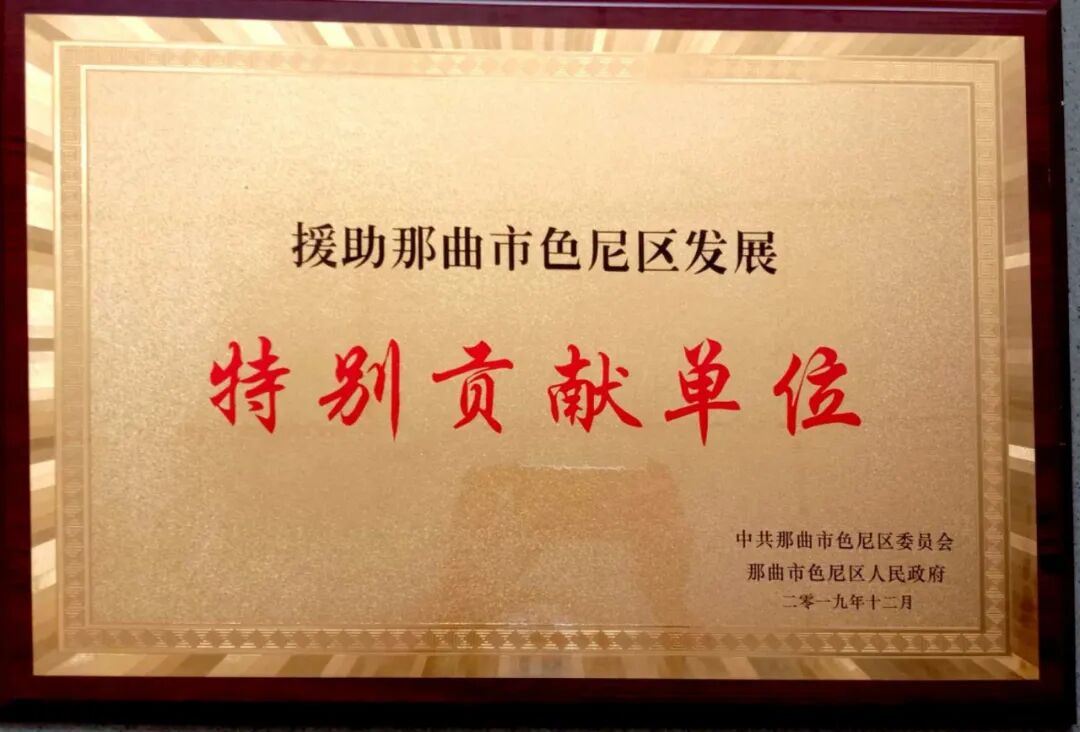 援助那曲市色尼区发展
特别贡献单位
中共那曲市色尼区委员会
那曲市色尼区人民政府
二零一九年十二月